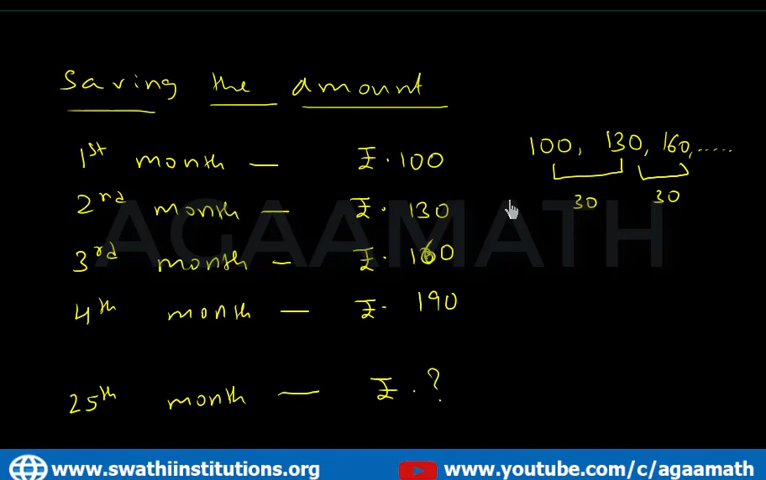 Saving the amount
1st month — ₹.100
2nd month — ₹.130
3rd month — ₹.160
4th month — ₹.190
25th month — ₹.?
100, 130, 160, .....
30 30
AGAAMATH
www.swathiinstitutions.org
www.youtube.com/c/agaamath